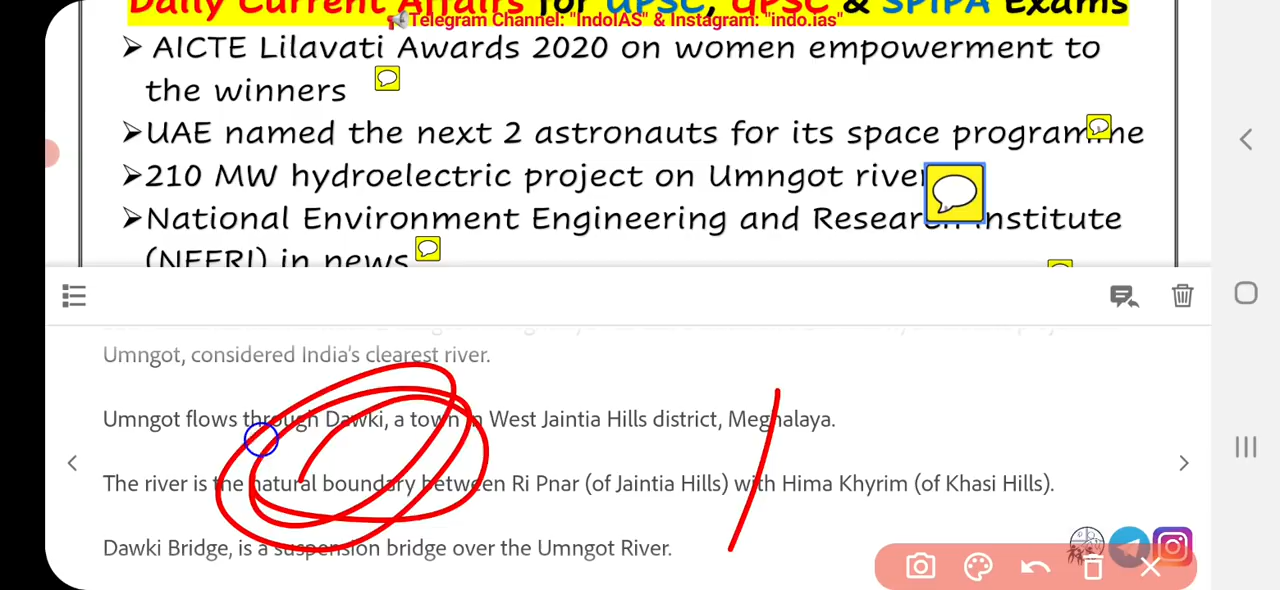 Daily Current Affairs for UPSC, GPSC & SPIPA Exams
📢Telegram Channel: "IndoIAS" & Instagram: "indo.ias"
➢ AICTE Lilavati Awards 2020 on women empowerment to
the winners
➢UAE named the next 2 astronauts for its space programme
➢210 MW hydroelectric project on Umngot river
➢National Environment Engineering and Research Institute
(NEERI) in news
Umngot, considered India's clearest river.
Umngot flows through Dawki, a town in West Jaintia Hills district, Meghalaya.
The river is the natural boundary between Ri Pnar (of Jaintia Hills) with Hima Khyrim (of Khasi Hills).
Dawki Bridge, is a suspension bridge over the Umngot River.